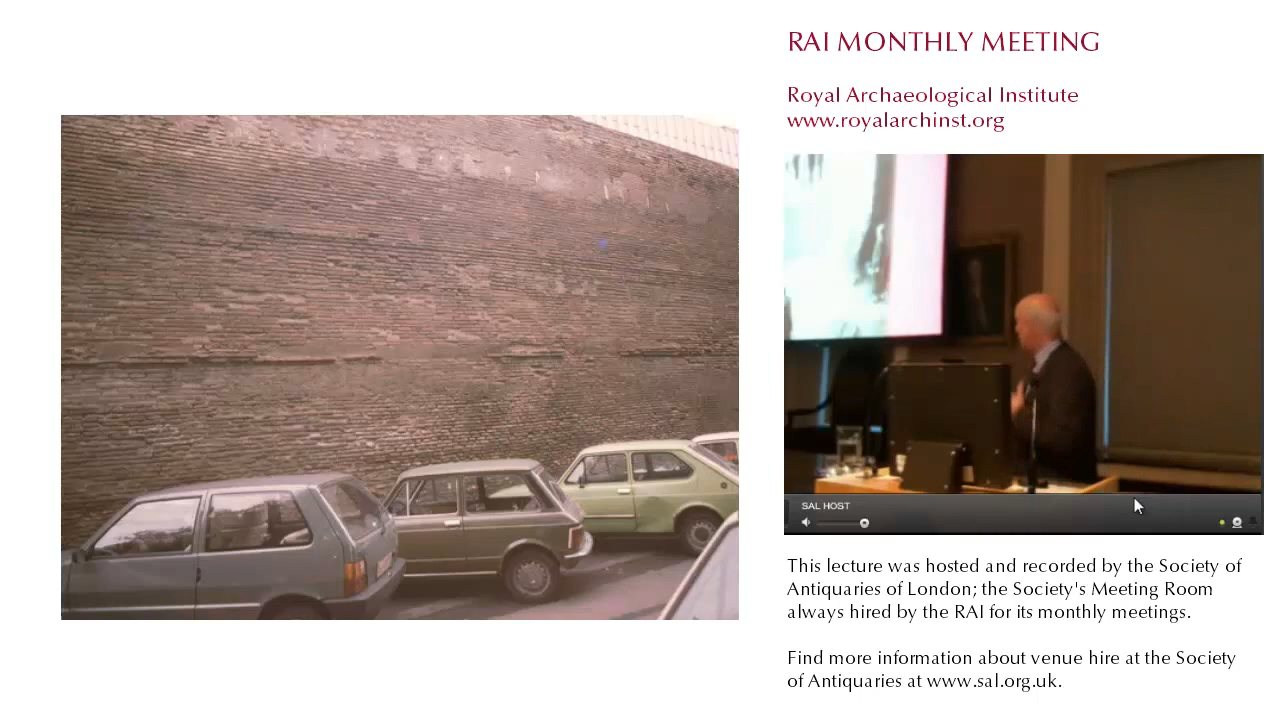 RAI MONTHLY MEETING
Royal Archaeological Institute
www.royalarchinst.org
SAL HOST
This lecture was hosted and recorded by the Society of
Antiquaries of London; the Society's Meeting Room
always hired by the RAI for its monthly meetings.
Find more information about venue hire at the Society
of Antiquaries at www.sal.org.uk.